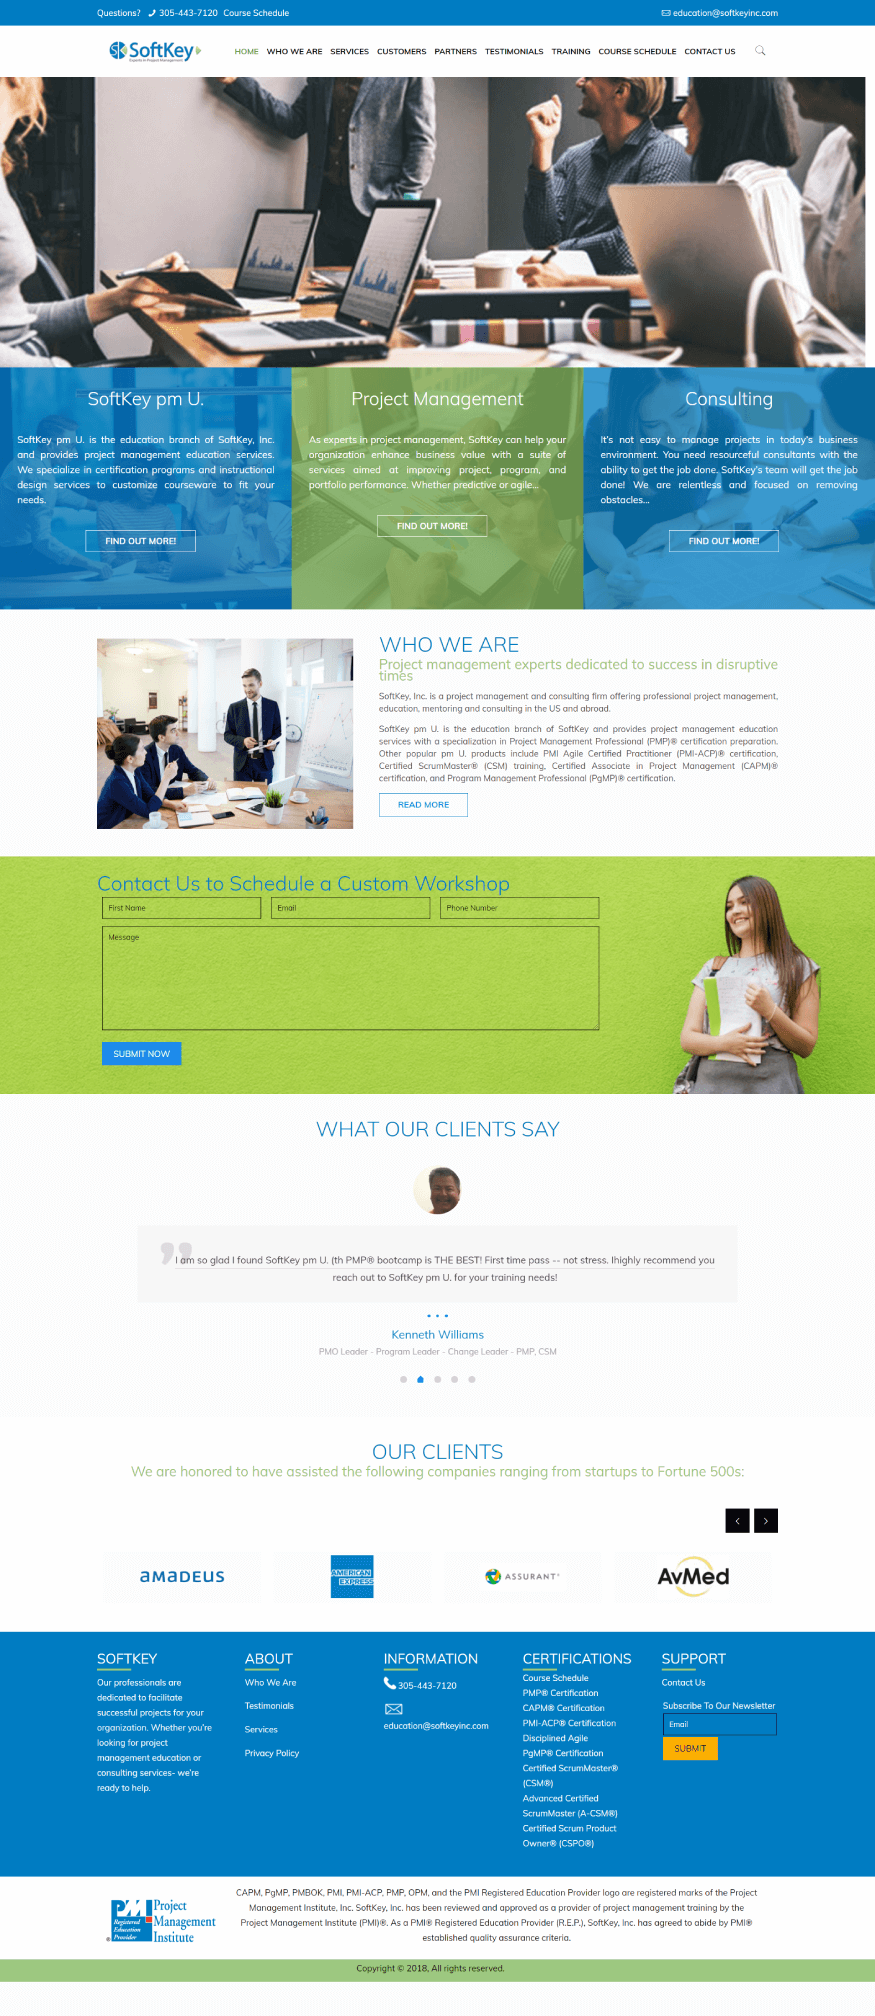 Questions? 305-443-7120 Course Schedule
education@softkeyinc.com
SK SoftKey
Experts in Project Management
HOME WHO WE ARE SERVICES CUSTOMERS PARTNERS TESTIMONIALS TRAINING COURSE SCHEDULE CONTACT US
SoftKey pm U.
SoftKey pm U. is the education branch of SoftKey, Inc.
and provides project management education services.
We specialize in certification programs and instructional
design services to customize courseware to fit your
needs.
FIND OUT MORE!
Project Management
As experts in project management, SoftKey can help your
organization enhance business value with a suite of
services aimed at improving project, program, and
portfolio performance. Whether predictive or agile...
FIND OUT MORE!
Consulting
It's not easy to manage projects in today's business
environment. You need resourceful consultants with the
ability to get the job done. SoftKey's team will get the job
done! We are relentless and focused on removing
obstacles...
FIND OUT MORE!
WHO WE ARE
Project management experts dedicated to success in disruptive
times
SoftKey, Inc. is a project management and consulting firm offering professional project management,
education, mentoring and consulting in the US and abroad.
SoftKey pm U. is the education branch of SoftKey and provides project management education
services with a specialization in Project Management Professional (PMP)® certification preparation.
Other popular pm U. products include PMI Agile Certified Practitioner (PMI-ACP)® certification,
Certified ScrumMaster® (CSM) training, Certified Associate in Project Management (CAPM)®
certification, and Program Management Professional (PgMP)® certification.
READ MORE
Contact Us to Schedule a Custom Workshop
First Name
Email
Phone Number
Message
SUBMIT NOW
WHAT OUR CLIENTS SAY
I am so glad I found SoftKey pm U. (th PMP® bootcamp is THE BEST! First time pass -- not stress. Ihighly recommend you
reach out to SoftKey pm U. for your training needs!
Kenneth Williams
PMO Leader - Program Leader - Change Leader - PMP, CSM
OUR CLIENTS
We are honored to have assisted the following companies ranging from startups to Fortune 500s:
aMaDEUS
AMERICAN
EXPRESS
ASSURANT®
AvMed
SOFTKEY
Our professionals are
dedicated to facilitate
successful projects for your
organization. Whether you're
looking for project
management education or
consulting services- we're
ready to help.
ABOUT
Who We Are
Testimonials
Services
Privacy Policy
INFORMATION
305-443-7120
education@softkeyinc.com
CERTIFICATIONS
Course Schedule
PMP® Certification
CAPM® Certification
PMI-ACP® Certification
Disciplined Agile
PgMP® Certification
Certified ScrumMaster®
(CSM®)
Advanced Certified
ScrumMaster (A-CSM®)
Certified Scrum Product
Owner® (CSPO®)
SUPPORT
Contact Us
Subscribe To Our Newsletter
Email
SUBMIT
PMI
Registered
Education
Provider
Project
Management
Institute
CAPM, PgMP, PMBOK, PMI, PMI-ACP, PMP, OPM, and the PMI Registered Education Provider logo are registered marks of the Project
Management Institute, Inc. SoftKey, Inc. has been reviewed and approved as a provider of project management training by the
Project Management Institute (PMI)®. As a PMI® Registered Education Provider (R.E.P.), SoftKey, Inc. has agreed to abide by PMI®
established quality assurance criteria.
Copyright © 2018, All rights reserved.